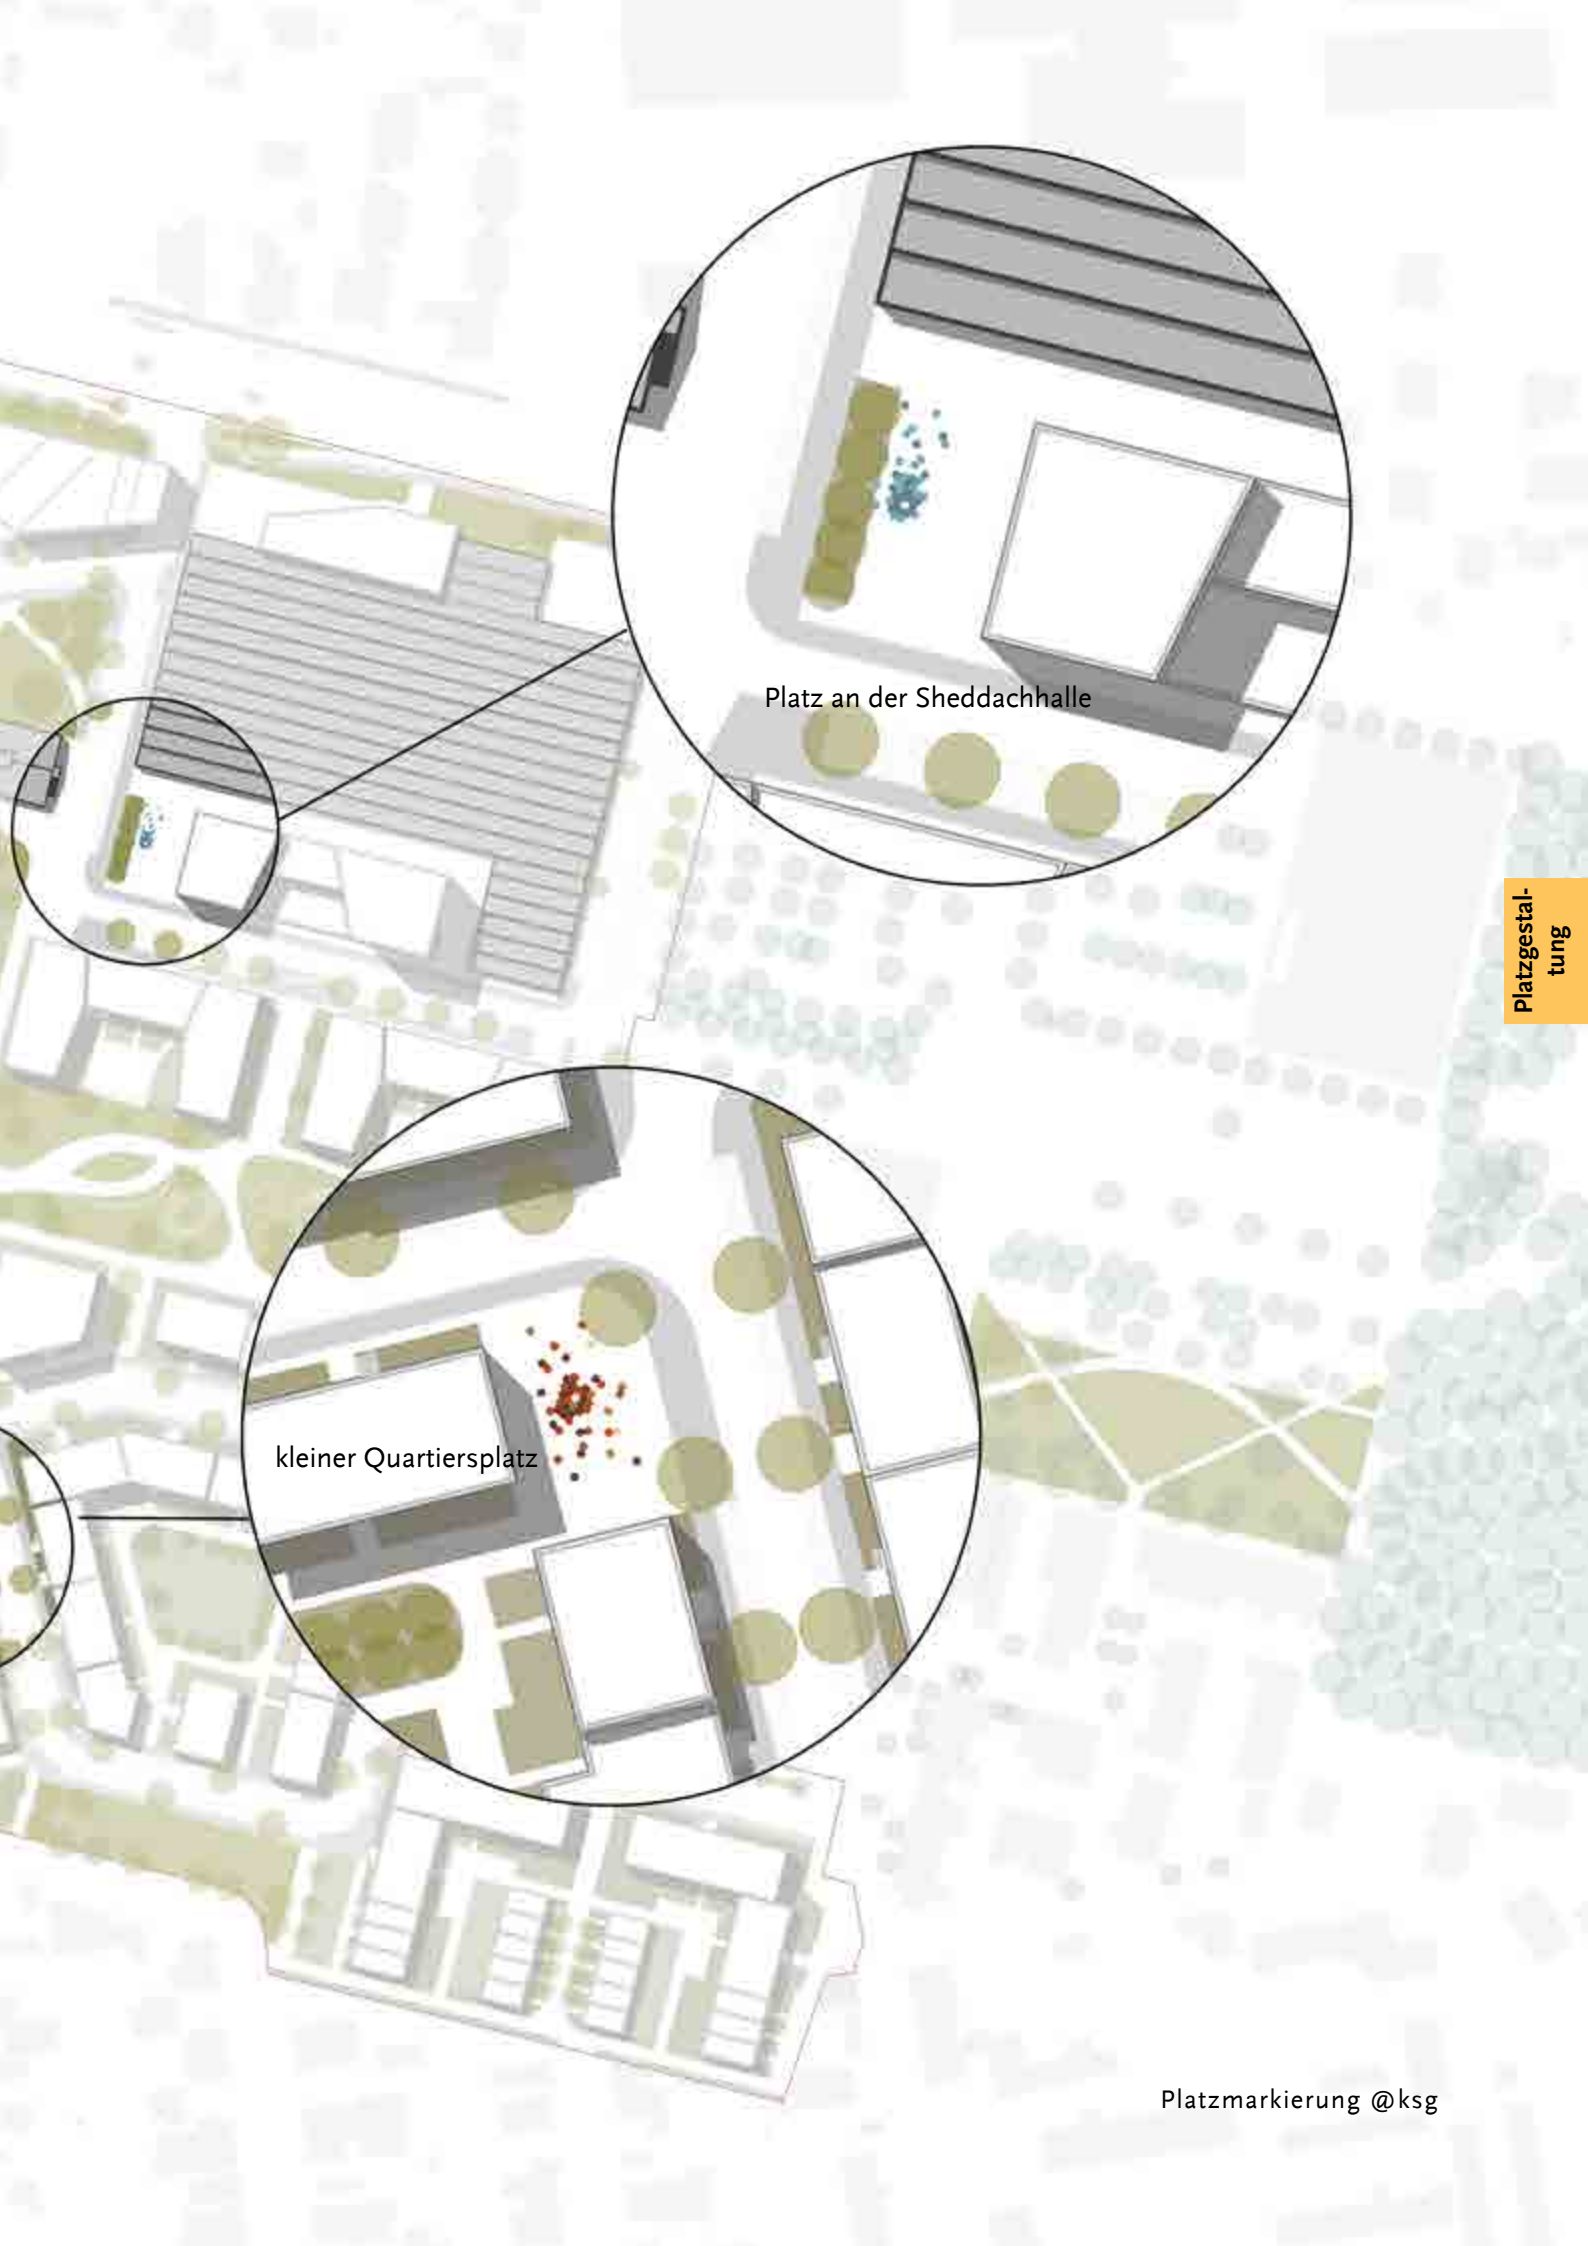 Platz an der Sheddachhalle
Platzgestal-
tung
kleiner Quartiersplatz
Platzmarkierung @ksg